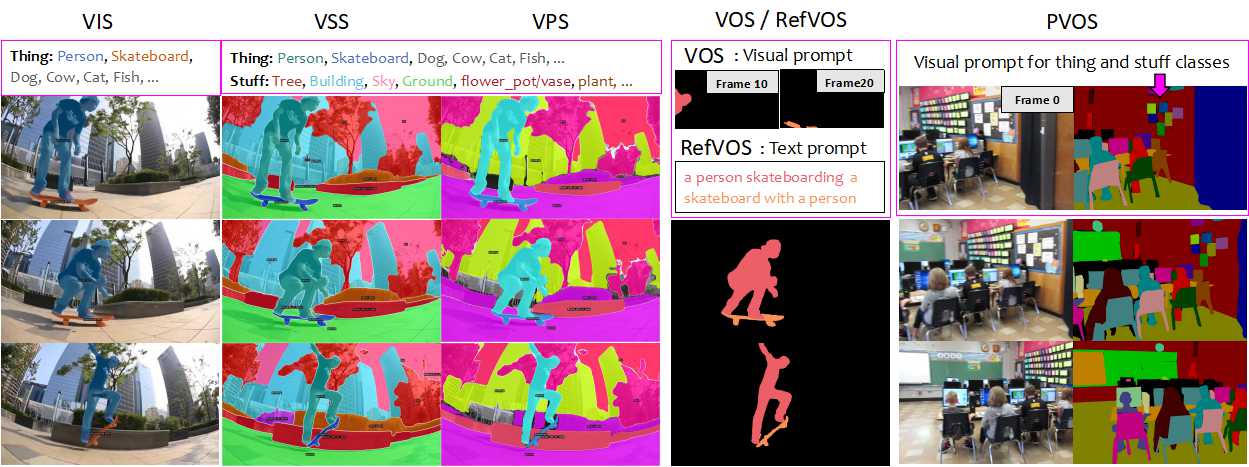 VIS
VSS
VPS
VOS / RefVOS
PVOS
Thing: Person, Skateboard,
Dog, Cow, Cat, Fish, ...
Thing: Person, Skateboard, Dog, Cow, Cat, Fish, ...
Stuff: Tree, Building, Sky, Ground, flower_pot/vase, plant, ...
VOS : Visual prompt
Frame 10
Frame20
RefVOS : Text prompt
a person skateboarding a
skateboard with a person
Visual prompt for thing and stuff classes
Frame 0